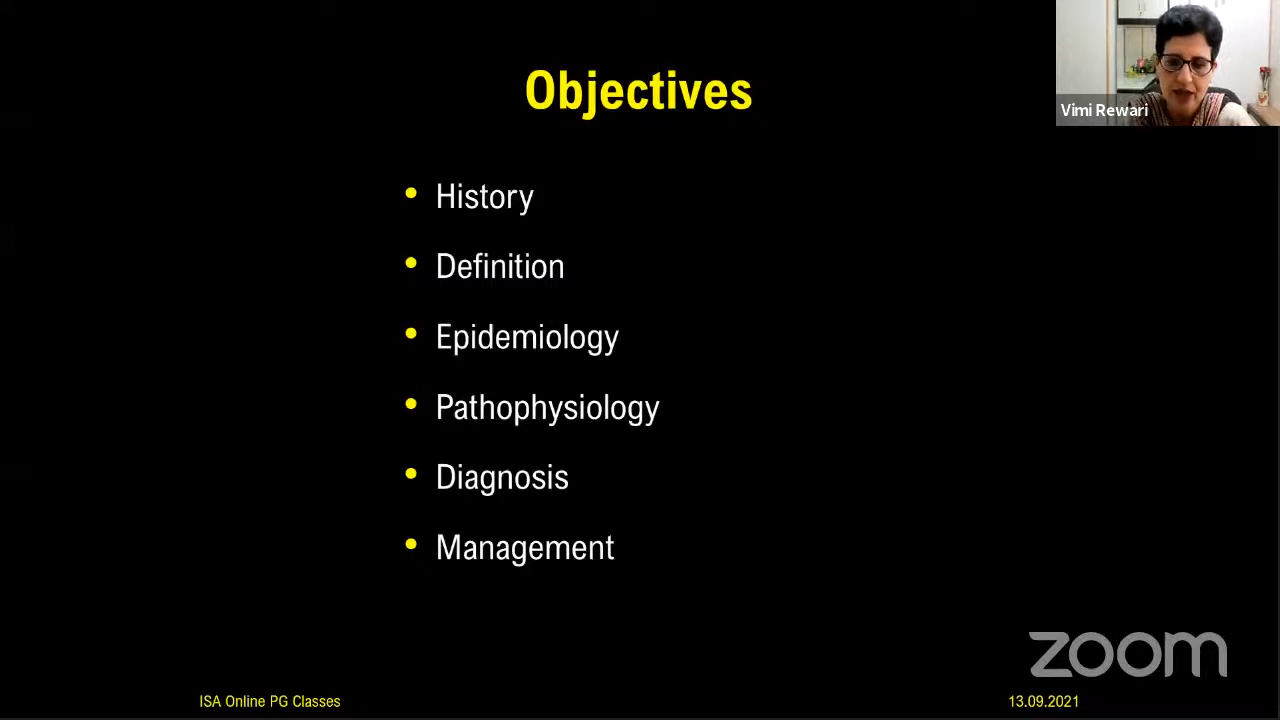 Objectives
Vimi Rewari
• History
• Definition
• Epidemiology
• Pathophysiology
• Diagnosis
• Management
zoom
ISA Online PG Classes
13.09.2021